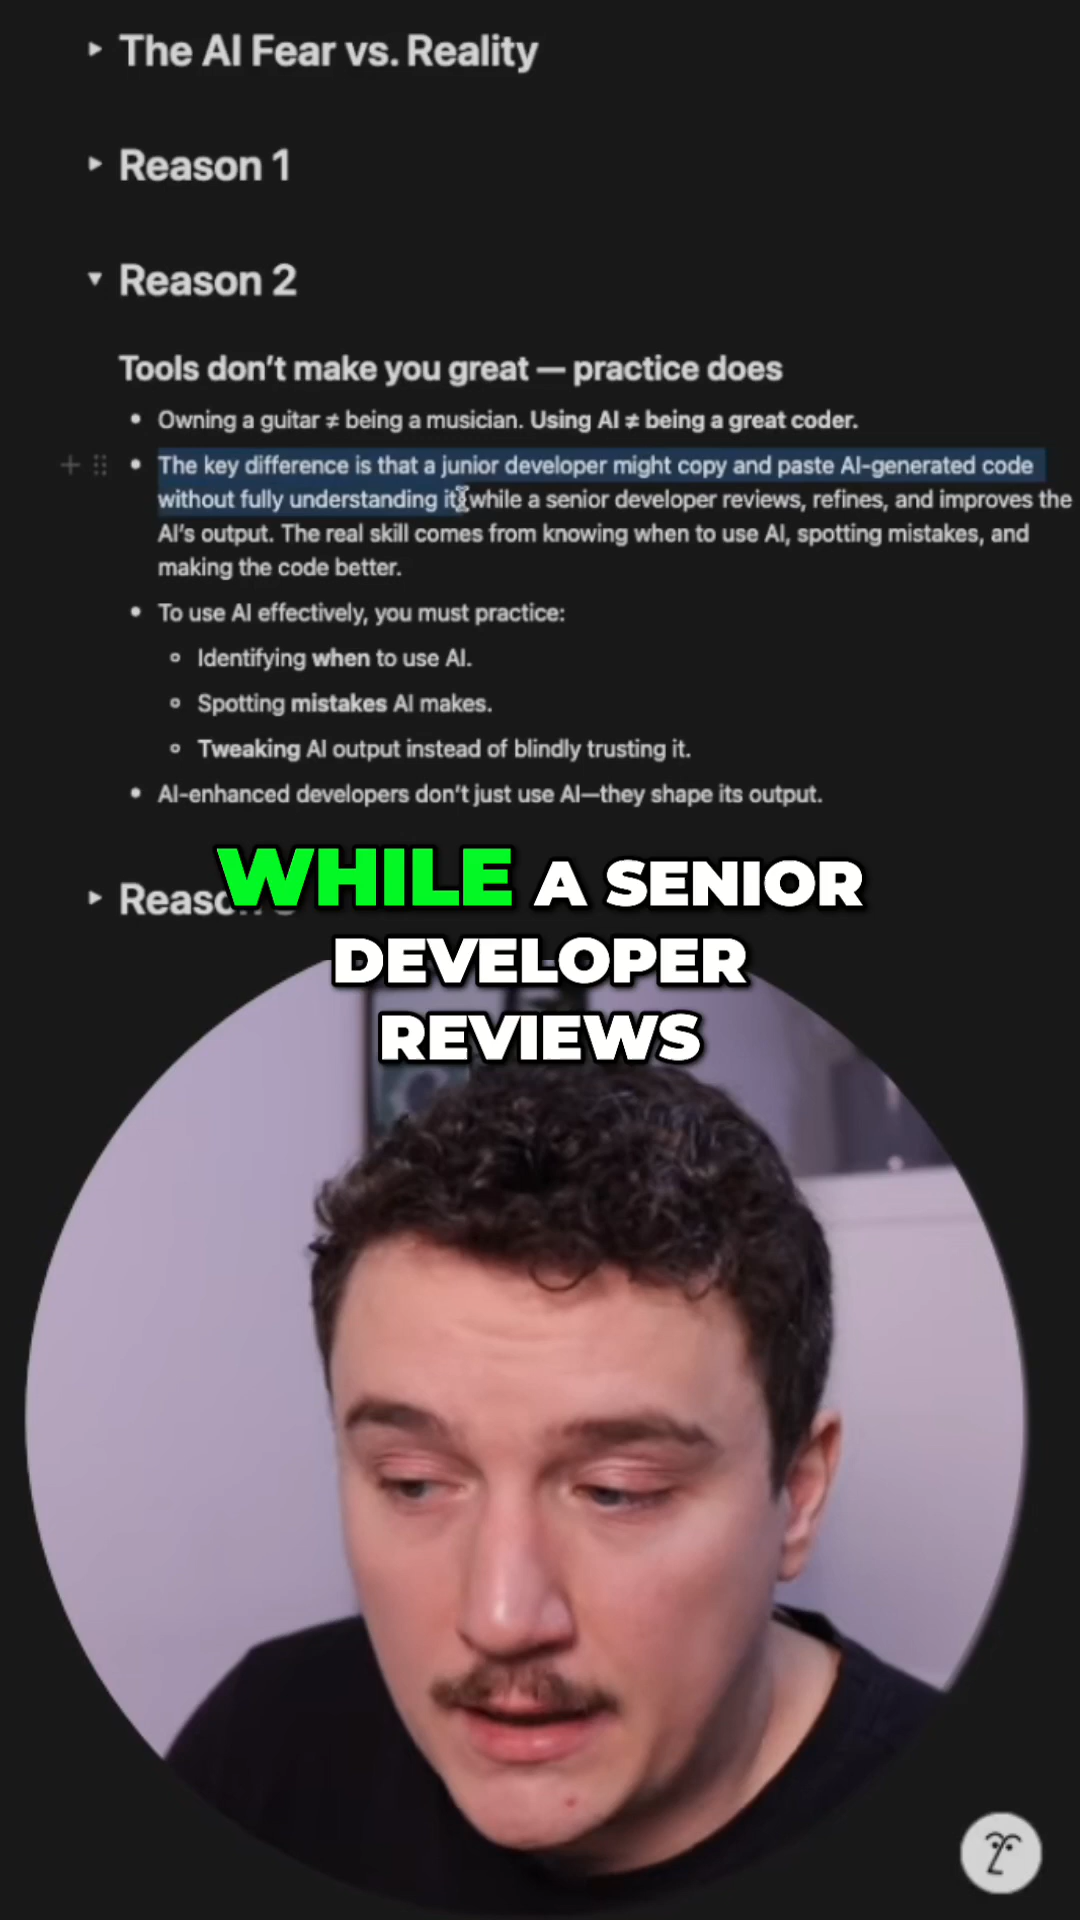 The AI Fear vs. Reality
Reason 1
Reason 2
Tools don't make you great — practice does
Owning a guitar ≠ being a musician. Using AI ≠ being a great coder.
The key difference is that a junior developer might copy and paste AI-generated code
without fully understanding it, while a senior developer reviews, refines, and improves the
AI's output. The real skill comes from knowing when to use AI, spotting mistakes, and
making the code better.
To use AI effectively, you must practice:
Identifying when to use AI.
Spotting mistakes AI makes.
Tweaking AI output instead of blindly trusting it.
AI-enhanced developers don't just use AI—they shape its output.
WHILE A SENIOR
DEVELOPER
REVIEWS